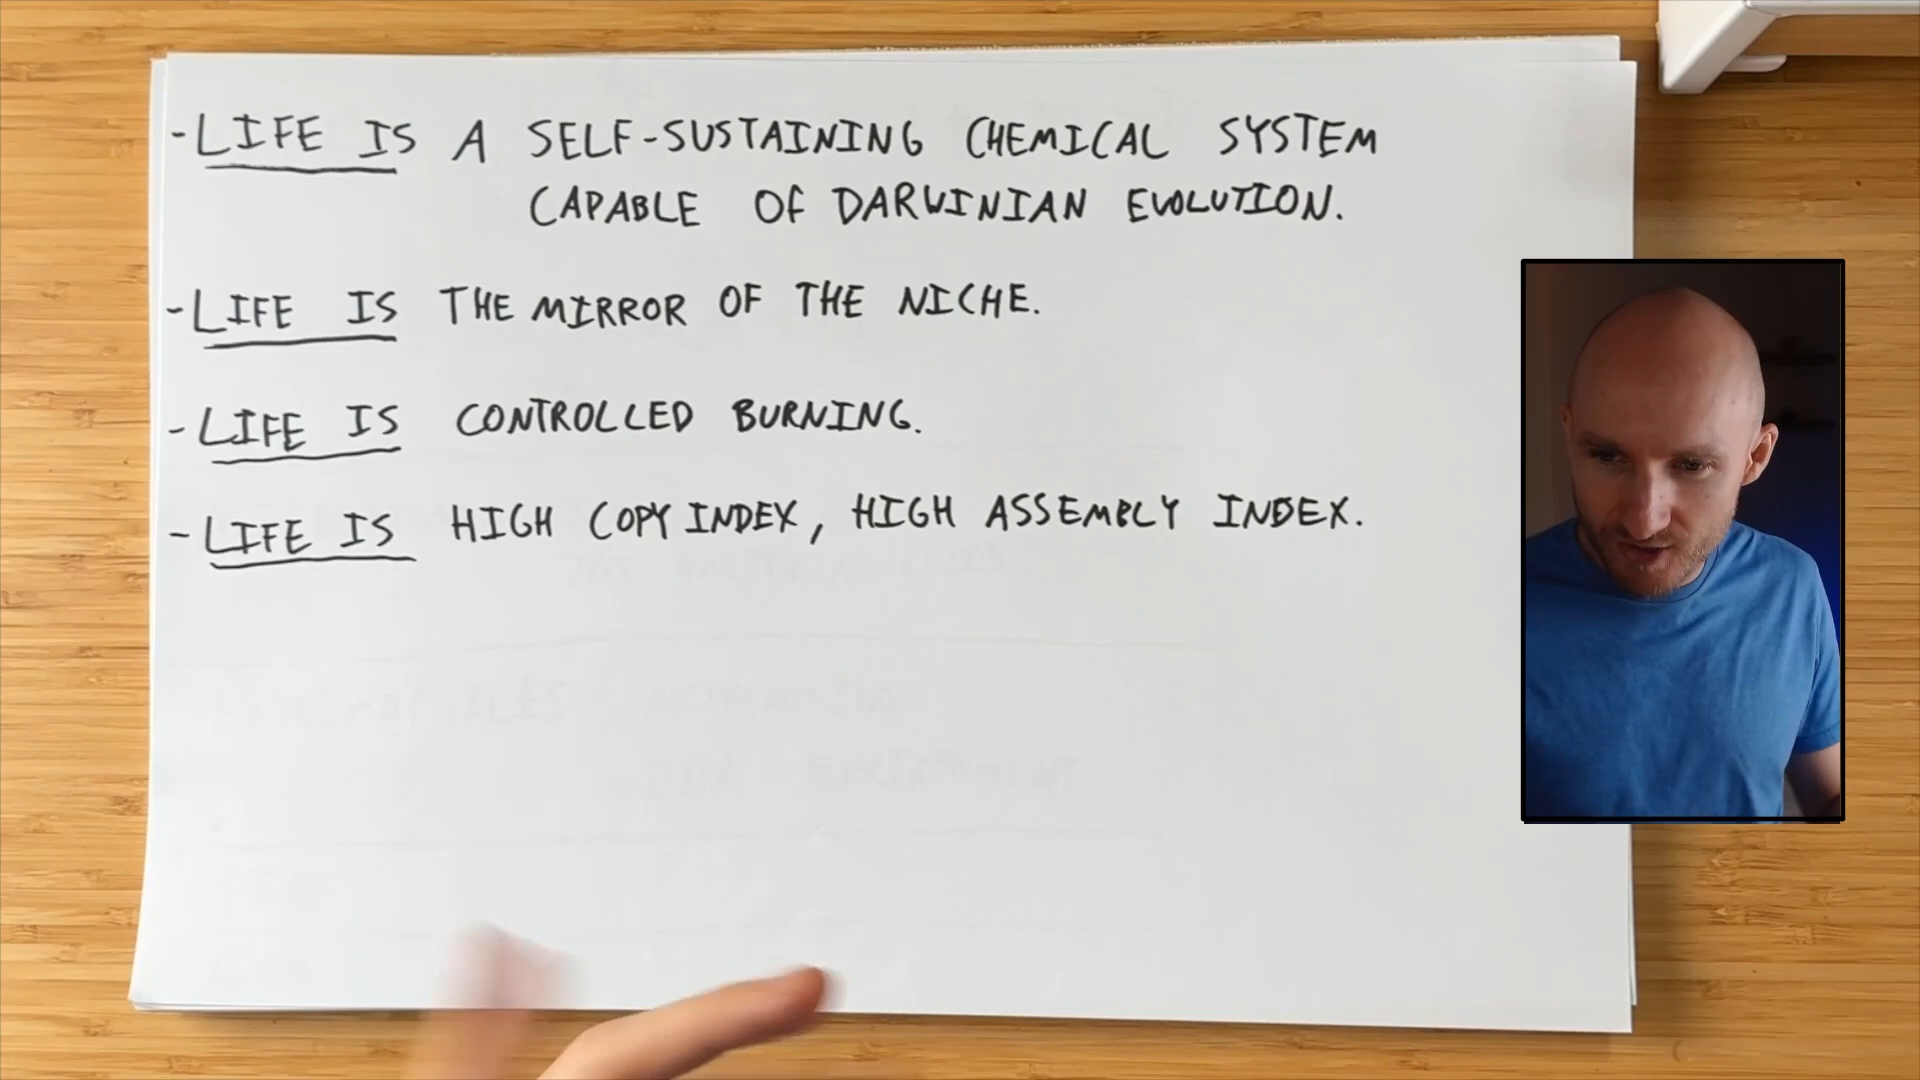 - LIFE IS A SELF-SUSTAINING CHEMICAL SYSTEM
CAPABLE OF DARWINIAN EVOLUTION.
- LIFE IS THE MIRROR OF THE NICHE.
- LIFE IS CONTROLLED BURNING.
- LIFE IS HIGH COPY INDEX, HIGH ASSEMBLY INDEX.